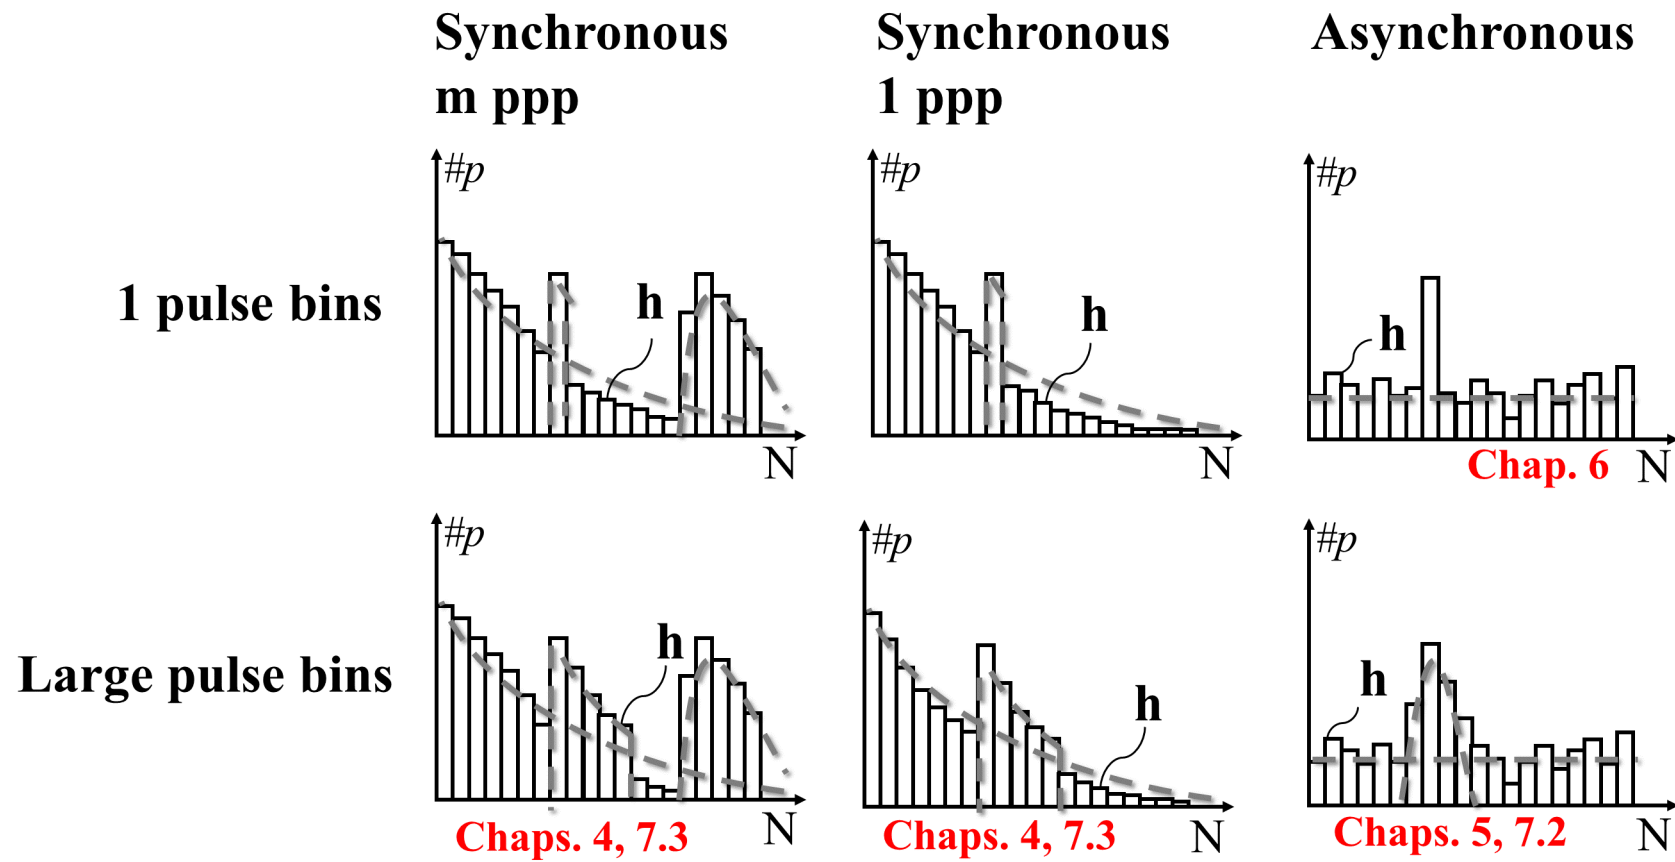 Synchronous
m ppp
Synchronous
1 ppp
Asynchronous
1 pulse bins
#p
h
N
#p
h
N
#p
h
Chap. 6
N
Large pulse bins
#p
h
Chaps. 4, 7.3
N
#p
h
Chaps. 4, 7.3
N
#p
h
Chaps. 5, 7.2
N